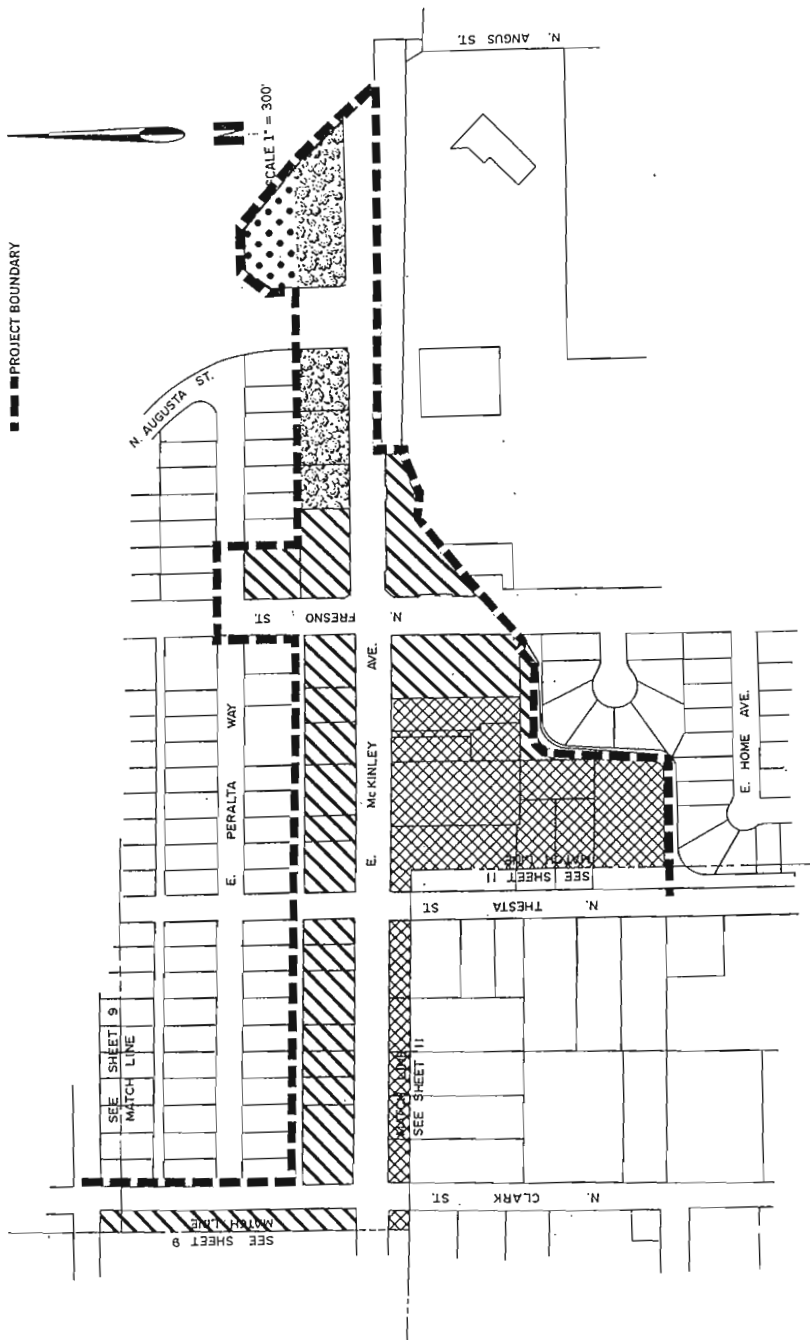 PROJECT BOUNDARY
N
SCALE 1" = 300'
N. ANGUS ST.
N. AUGUSTA ST.
N. FRESNO ST.
E. PERALTA WAY
E. McKINLEY AVE.
E. HOME AVE.
SEE SHEET 11
MATCH LINE
N. THESTA ST.
SEE SHEET 9
MATCH LINE
MATCH LINE
SEE SHEET 11
N. CLARK ST.
MATCH LINE
SEE SHEET 9